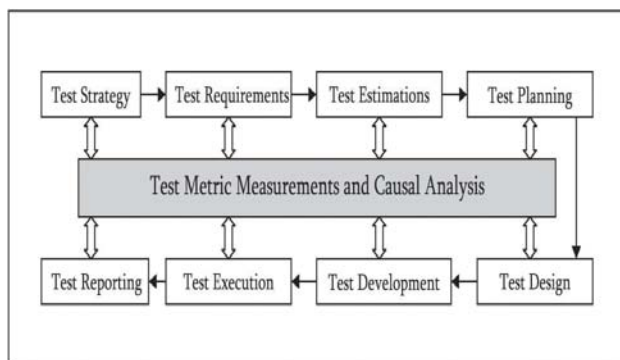 Test Strategy
Test Requirements
Test Estimations
Test Planning
Test Metric Measurements and Causal Analysis
Test Reporting
Test Execution
Test Development
Test Design